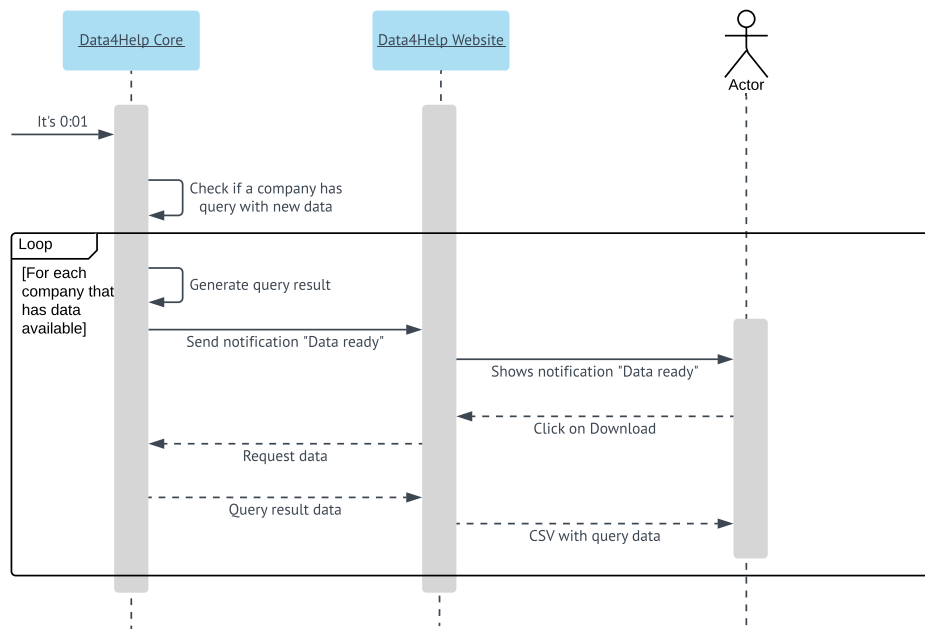 Data4Help Core
Data4Help Website
Actor
It's 0:01
Check if a company has
query with new data
Loop
[For each
company that
has data
available]
Generate query result
Send notification "Data ready"
Shows notification "Data ready"
Click on Download
Request data
Query result data
CSV with query data